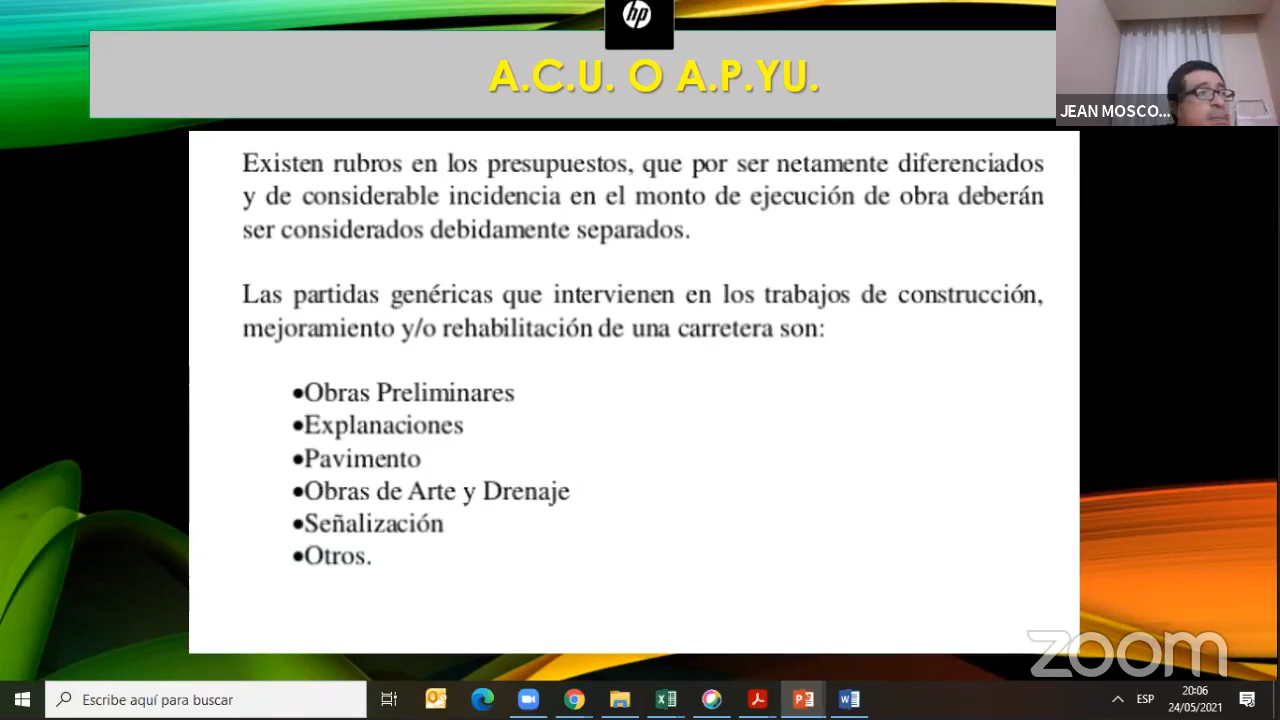 hp
A.C.U. O A.P.YU.
JEAN MOSCO...
Existen rubros en los presupuestos, que por ser netamente diferenciados
y de considerable incidencia en el monto de ejecución de obra deberán
ser considerados debidamente separados.
Las partidas genéricas que intervienen en los trabajos de construcción,
mejoramiento y/o rehabilitación de una carretera son:
•Obras Preliminares
•Explanaciones
•Pavimento
•Obras de Arte y Drenaje
•Señalización
•Otros.
zoom
Escribe aquí para buscar
ESP
20:06
24/05/2021